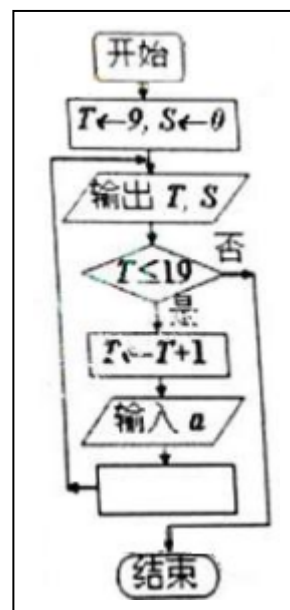 开始
T←9, S←0
输出 T, S
否
T≤19
是
T←T+1
输入 a
结束